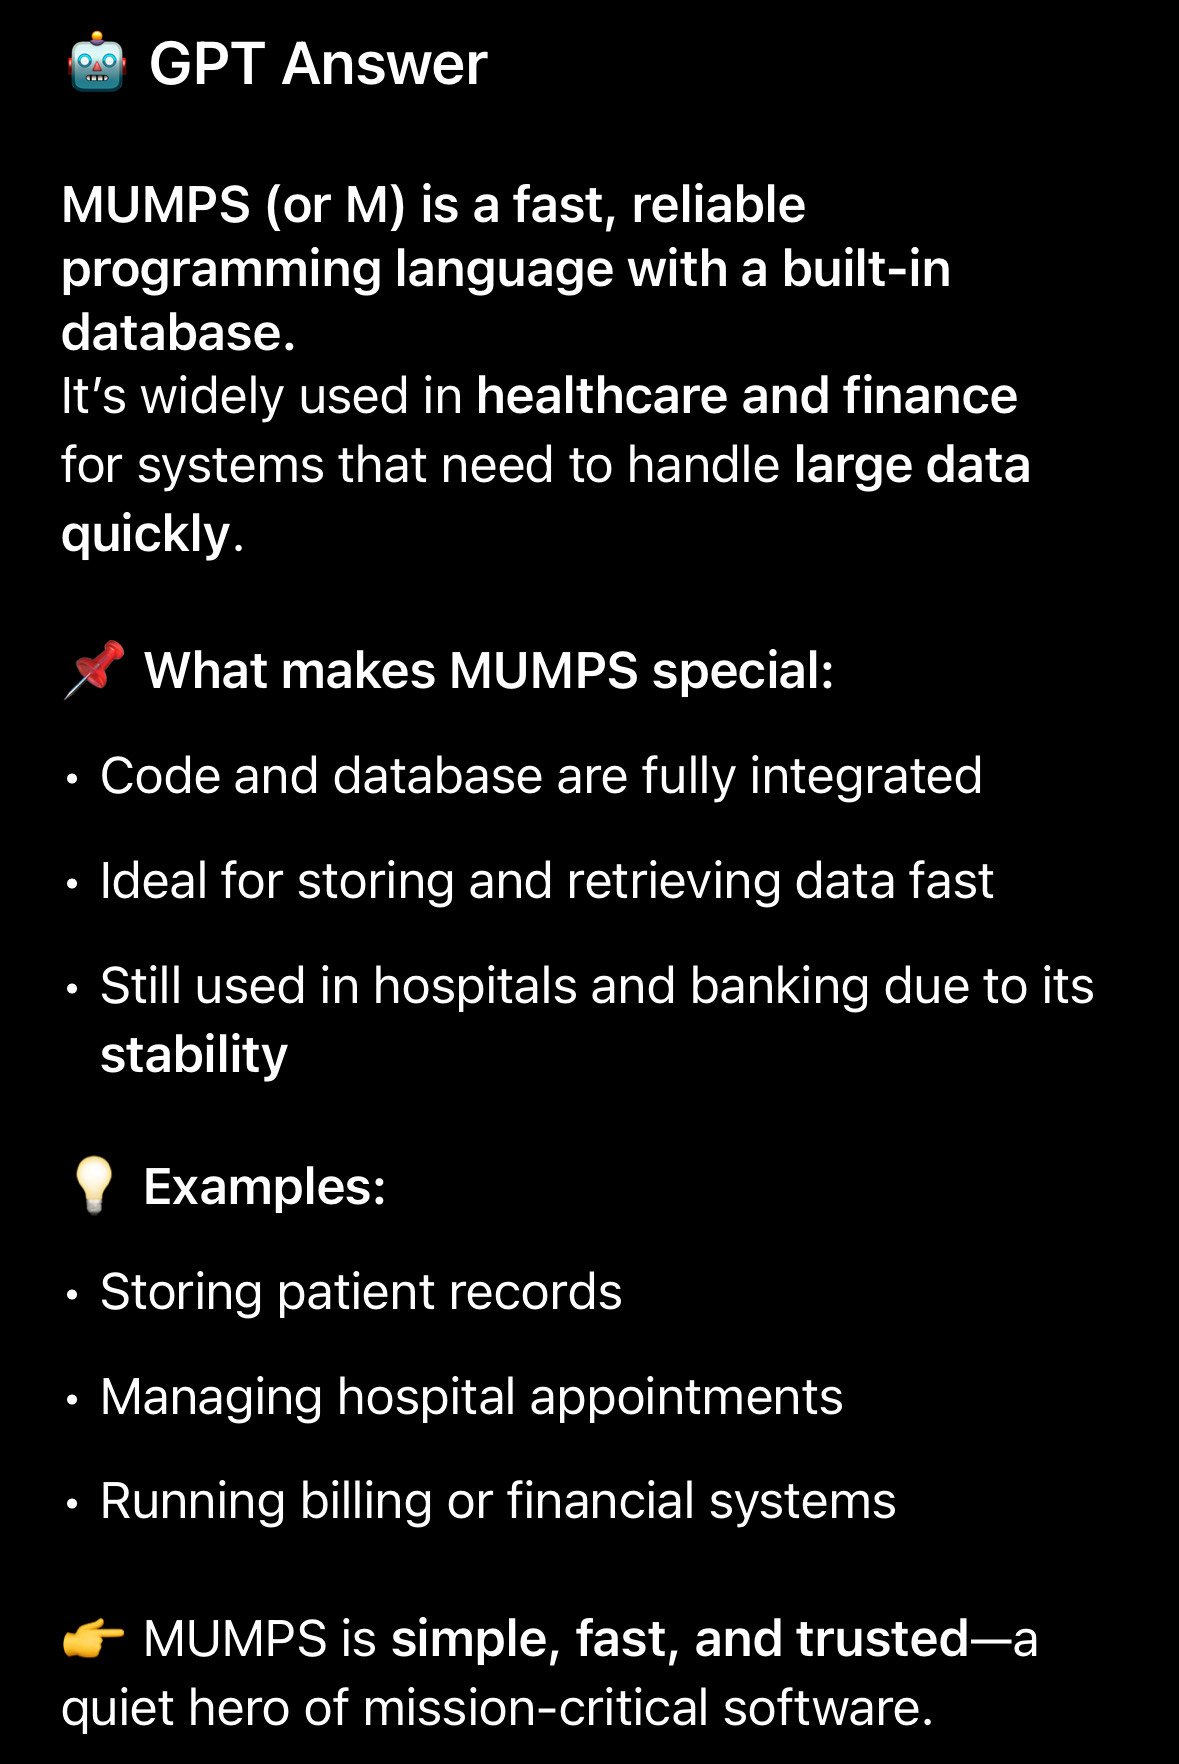 🤖 GPT Answer
MUMPS (or M) is a fast, reliable
programming language with a built-in
database.
It’s widely used in healthcare and finance
for systems that need to handle large data
quickly.
📌 What makes MUMPS special:
• Code and database are fully integrated
• Ideal for storing and retrieving data fast
• Still used in hospitals and banking due to its
stability
💡 Examples:
• Storing patient records
• Managing hospital appointments
• Running billing or financial systems
👉 MUMPS is simple, fast, and trusted—a
quiet hero of mission-critical software.